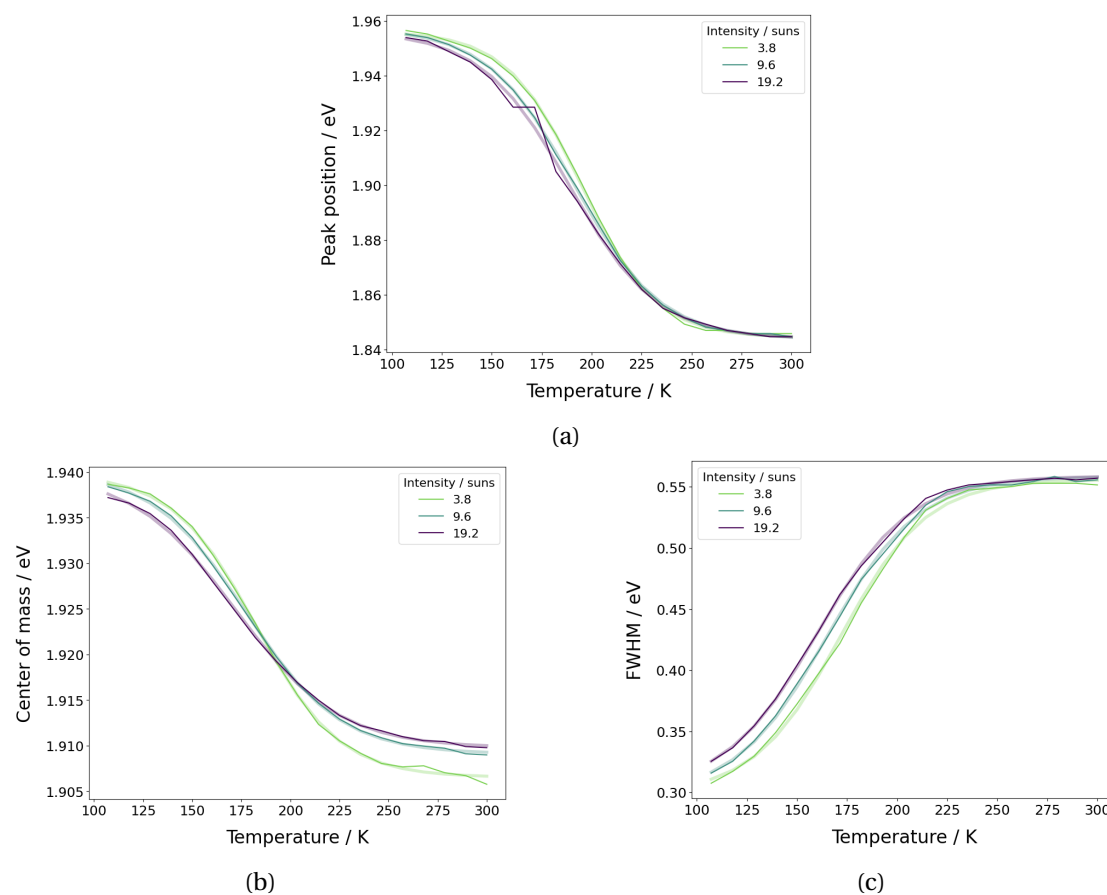 Peak position / eV
1.96
1.94
1.92
1.90
1.88
1.86
1.84
Intensity / suns
3.8
9.6
19.2
100 125 150 175 200 225 250 275 300
Temperature / K
(a)
Center of mass / eV
1.940
1.935
1.930
1.925
1.920
1.915
1.910
1.905
Intensity / suns
3.8
9.6
19.2
100 125 150 175 200 225 250 275 300
Temperature / K
(b)
FWHM / eV
0.55
0.50
0.45
0.40
0.35
0.30
Intensity / suns
3.8
9.6
19.2
100 125 150 175 200 225 250 275 300
Temperature / K
(c)